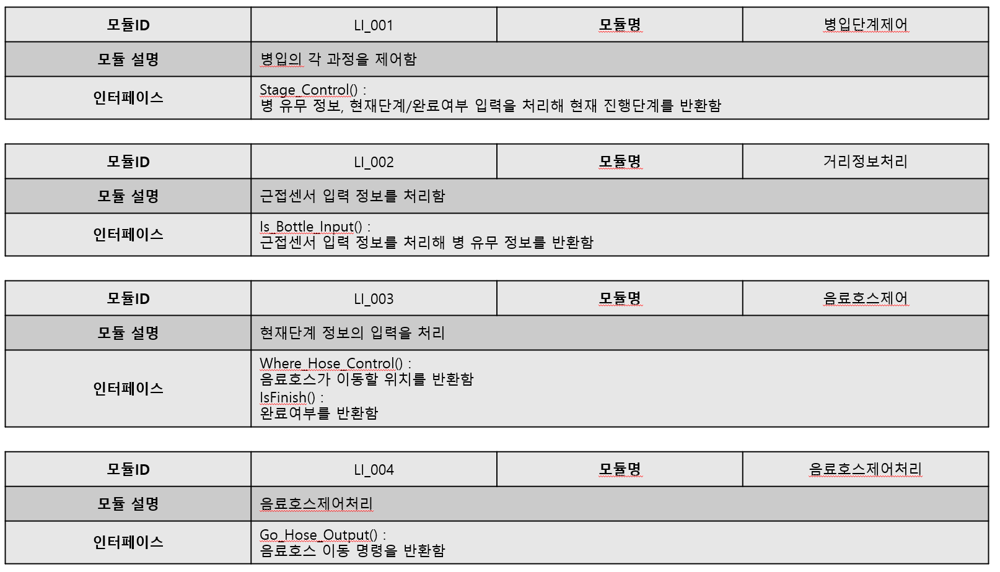 모듈ID LI_001 모듈명 병입단계제어
모듈 설명 병입의 각 과정을 제어함
인터페이스 Stage_Control() :
병 유무 정보, 현재단계/완료여부 입력을 처리해 현재 진행단계를 반환함
모듈ID LI_002 모듈명 거리정보처리
모듈 설명 근접센서 입력 정보를 처리함
인터페이스 Is_Bottle_Input() :
근접센서 입력 정보를 처리해 병 유무 정보를 반환함
모듈ID LI_003 모듈명 음료호스제어
모듈 설명 현재단계 정보의 입력을 처리
인터페이스 Where_Hose_Control() :
음료호스가 이동할 위치를 반환함
IsFinish() :
완료여부를 반환함
모듈ID LI_004 모듈명 음료호스제어처리
모듈 설명 음료호스제어처리
인터페이스 Go_Hose_Output() :
음료호스 이동 명령을 반환함